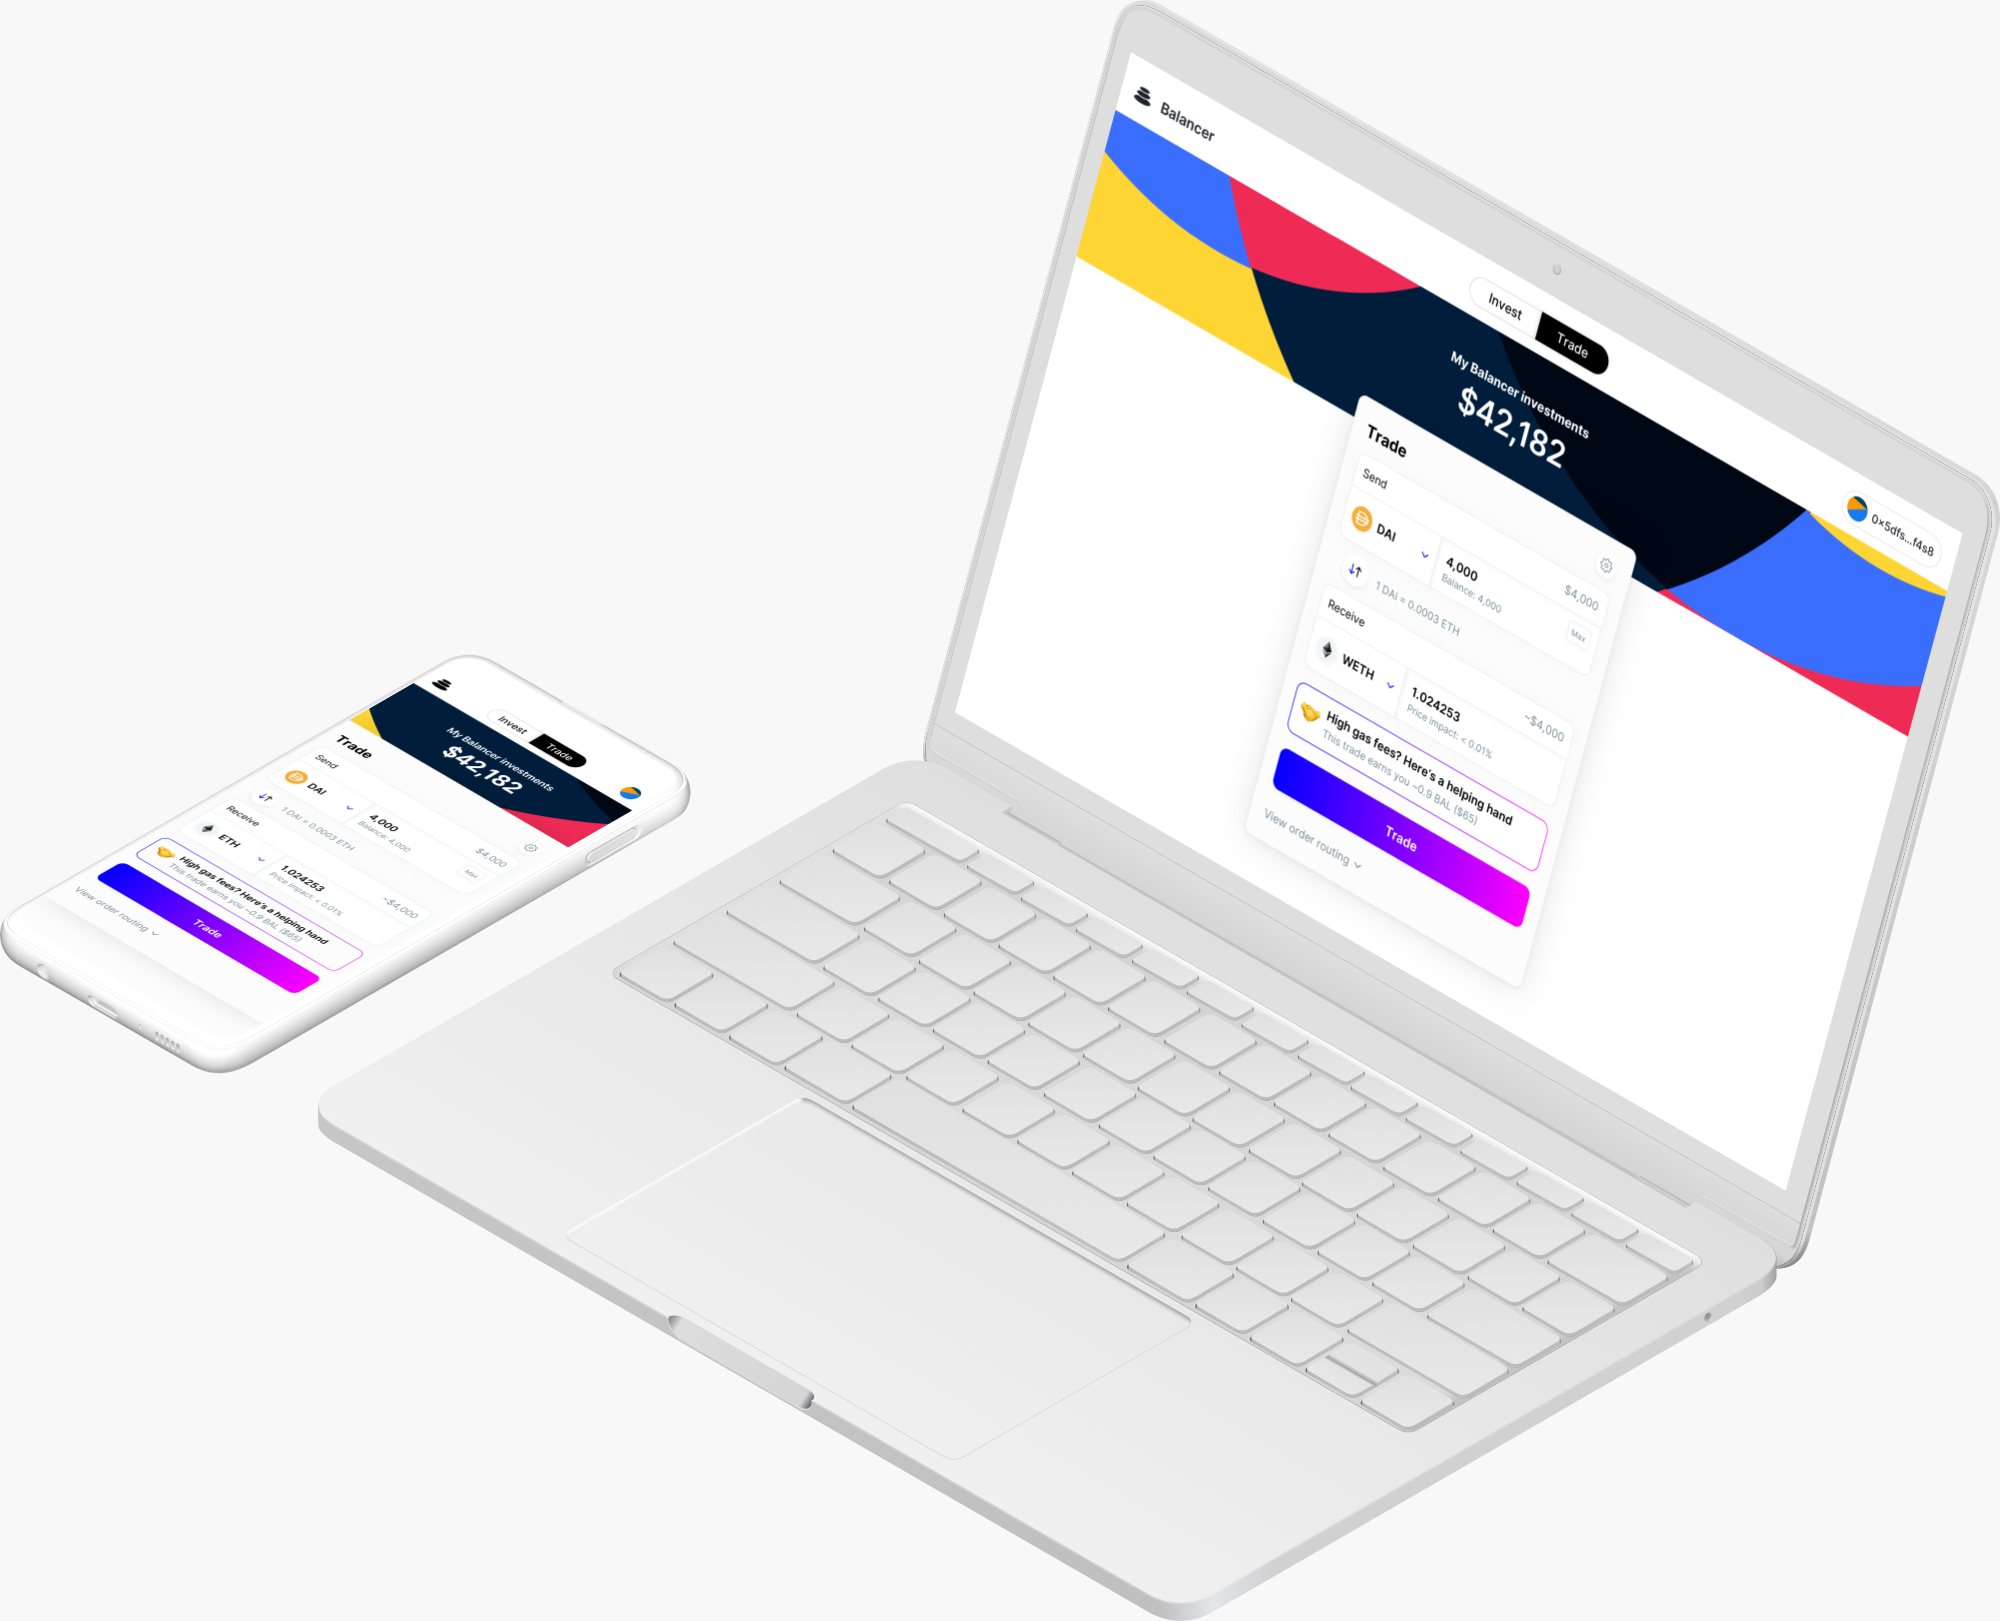 Balancer
Invest
Trade
My Balancer investments
$42,182
0×5dfs...f4s8
Trade
Send
DAI
4,000
$4,000
Balance: 4,000
Max
1 DAI = 0.0003 ETH
Receive
WETH
1.024253
~$4,000
Price impact: < 0.01%
High gas fees? Here's a helping hand
This trade earns you ~0.9 BAL ($65)
Trade
View order routing
Invest
Trade
My Balancer investments
$42,182
Trade
Send
DAI
4,000
$4,000
Balance: 4,000
Max
1 DAI = 0.0003 ETH
Receive
ETH
1.024253
~$4,000
Price impact: < 0.01%
High gas fees? Here's a helping hand
This trade earns you ~0.9 BAL ($65)
Trade
View order routing